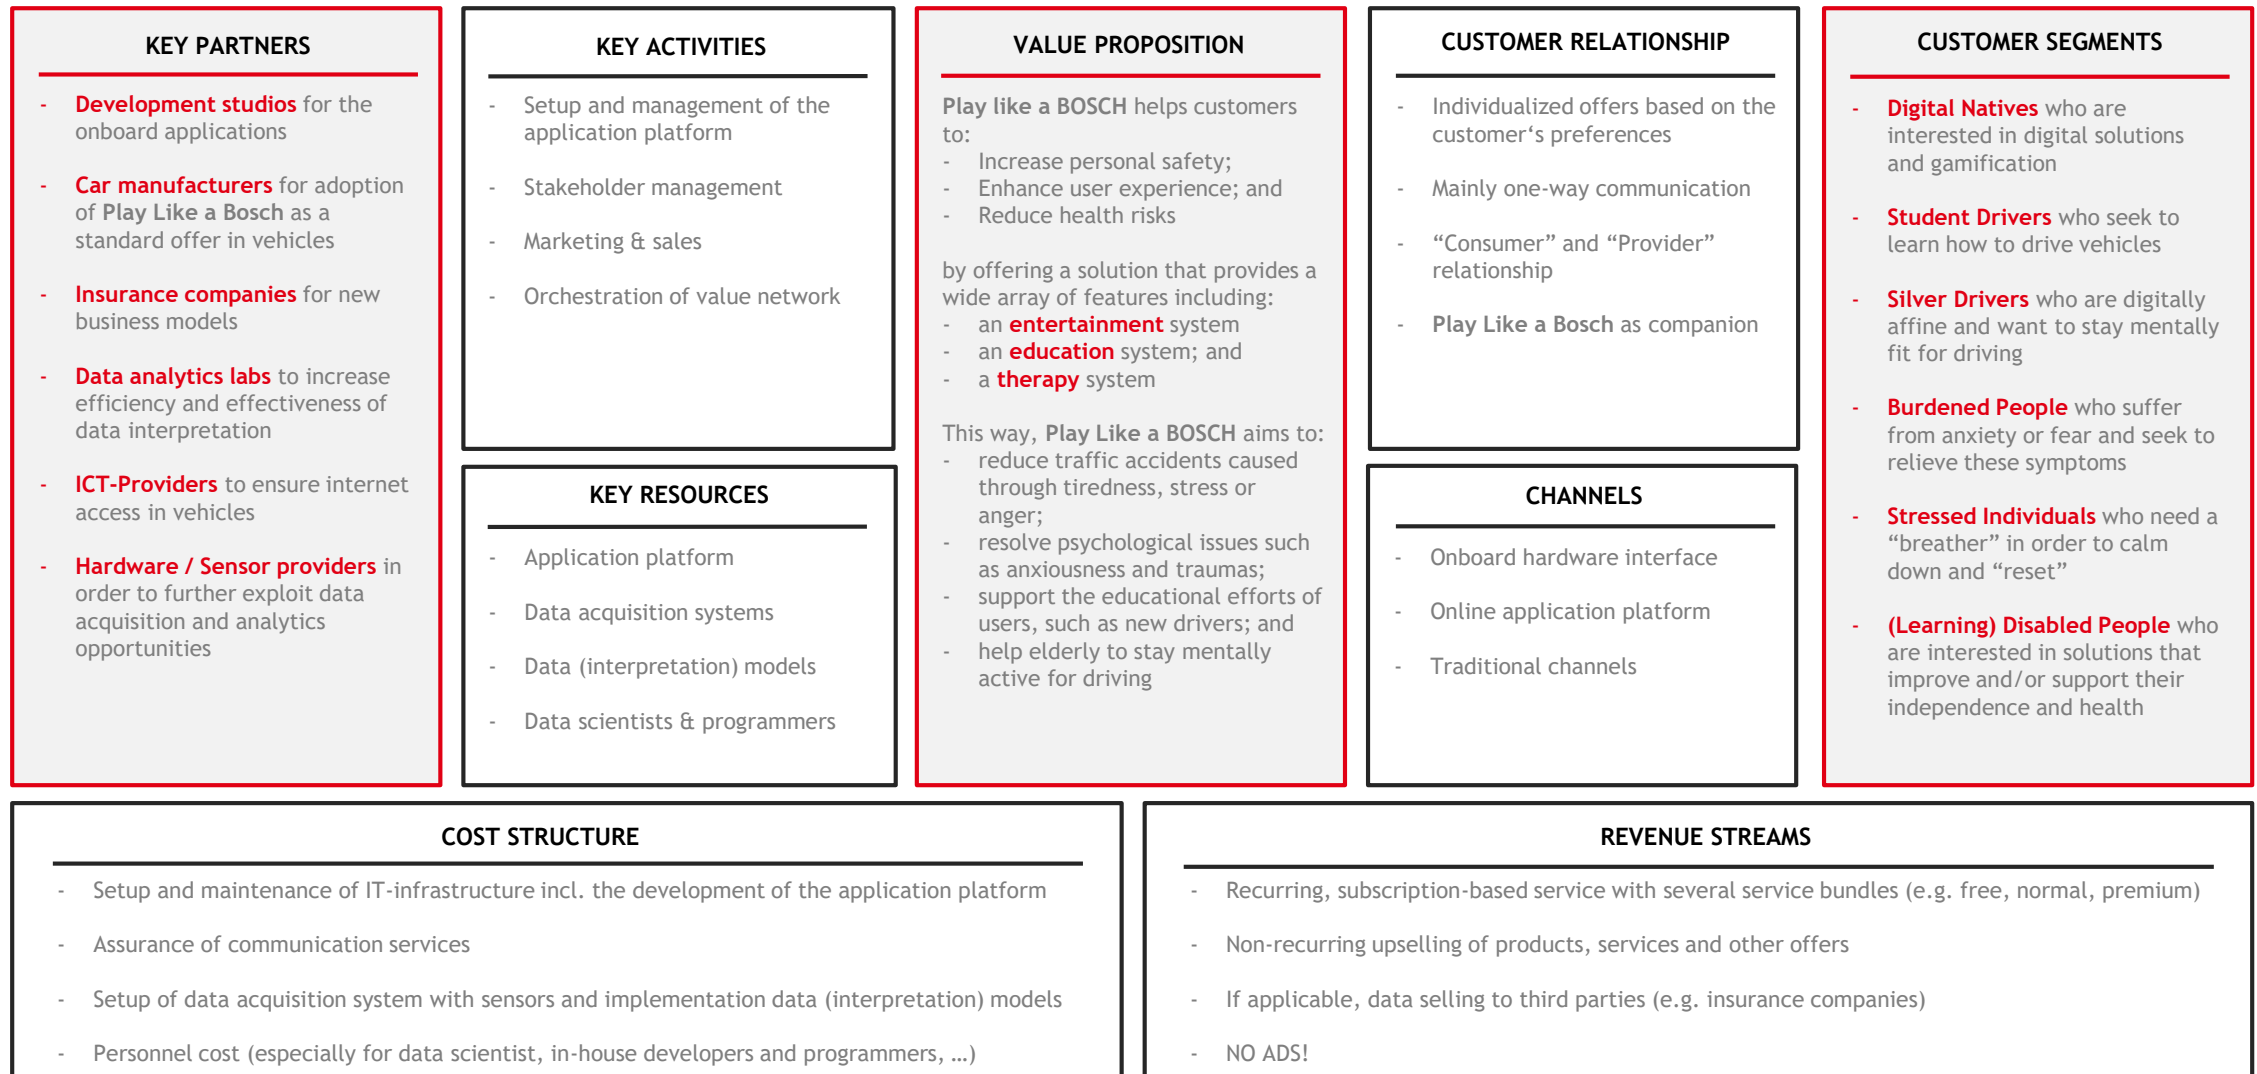 KEY PARTNERS
- Development studios for the
onboard applications
- Car manufacturers for adoption
of Play Like a Bosch as a
standard offer in vehicles
- Insurance companies for new
business models
- Data analytics labs to increase
efficiency and effectiveness of
data interpretation
- ICT-Providers to ensure internet
access in vehicles
- Hardware / Sensor providers in
order to further exploit data
acquisition and analytics
opportunities
KEY ACTIVITIES
- Setup and management of the
application platform
- Stakeholder management
- Marketing & sales
- Orchestration of value network
KEY RESOURCES
- Application platform
- Data acquisition systems
- Data (interpretation) models
- Data scientists & programmers
VALUE PROPOSITION
Play like a BOSCH helps customers
to:
- Increase personal safety;
- Enhance user experience; and
- Reduce health risks
by offering a solution that provides a
wide array of features including:
- an entertainment system
- an education system; and
- a therapy system
This way, Play Like a BOSCH aims to:
- reduce traffic accidents caused
through tiredness, stress or
anger;
- resolve psychological issues such
as anxiousness and traumas;
- support the educational efforts of
users, such as new drivers; and
- help elderly to stay mentally
active for driving
CUSTOMER RELATIONSHIP
- Individualized offers based on the
customer‘s preferences
- Mainly one-way communication
- “Consumer” and “Provider”
relationship
- Play Like a Bosch as companion
CHANNELS
- Onboard hardware interface
- Online application platform
- Traditional channels
CUSTOMER SEGMENTS
- Digital Natives who are
interested in digital solutions
and gamification
- Student Drivers who seek to
learn how to drive vehicles
- Silver Drivers who are digitally
affine and want to stay mentally
fit for driving
- Burdened People who suffer
from anxiety or fear and seek to
relieve these symptoms
- Stressed Individuals who need a
“breather” in order to calm
down and “reset”
- (Learning) Disabled People who
are interested in solutions that
improve and/or support their
independence and health
COST STRUCTURE
- Setup and maintenance of IT-infrastructure incl. the development of the application platform
- Assurance of communication services
- Setup of data acquisition system with sensors and implementation data (interpretation) models
- Personnel cost (especially for data scientist, in-house developers and programmers, …)
REVENUE STREAMS
- Recurring, subscription-based service with several service bundles (e.g. free, normal, premium)
- Non-recurring upselling of products, services and other offers
- If applicable, data selling to third parties (e.g. insurance companies)
- NO ADS!